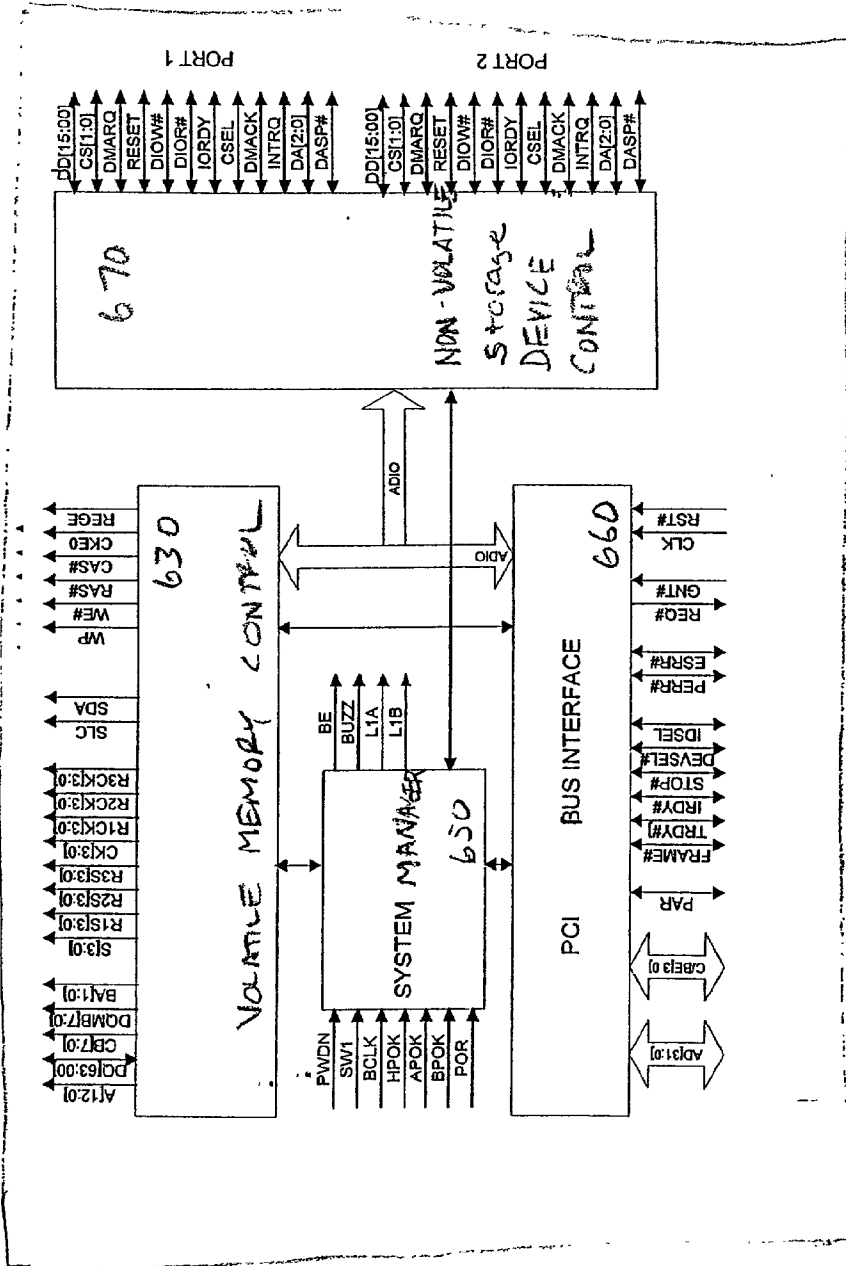 PORT 1
DD[15:00]
CS[1:0]
DMARQ
RESET
DIOW#
DIOR#
IORDY
CSEL
DMACK
INTRQ
DA[2:0]
DASP#
PORT 2
DD[15:00]
CS[1:0]
DMARQ
RESET
DIOW#
DIOR#
IORDY
CSEL
DMACK
INTRQ
DA[2:0]
DASP#
670
NON-VOLATILE
Storage
DEVICE
CONTROL
ADIO
ADIO
REGE
CKE0
CAS#
RAS#
WE#
WP
SDA
SLC
R3CK[3:0]
R2CK[3:0]
R1CK[3:0]
CK[3:0]
R3S[3:0]
R2S[3:0]
R1S[3:0]
S[3:0]
BA[1:0]
DQMB[7:0]
CB[7:0]
DQ[63:00]
A[12:0]
630
VOLATILE MEMORY CONTROL
BE
BUZZ
L1A
L1B
SYSTEM MANAGER
650
PWDN
SW1
BCLK
HPOK
APOK
BPOK
POR
660
PCI BUS INTERFACE
RST#
CLK
GNT#
REQ#
ESRR#
PERR#
IDSEL
DEVSEL#
STOP#
IRDY#
TRDY#]
FRAME#
PAR
C/BE[3:0]
AD[31:0]